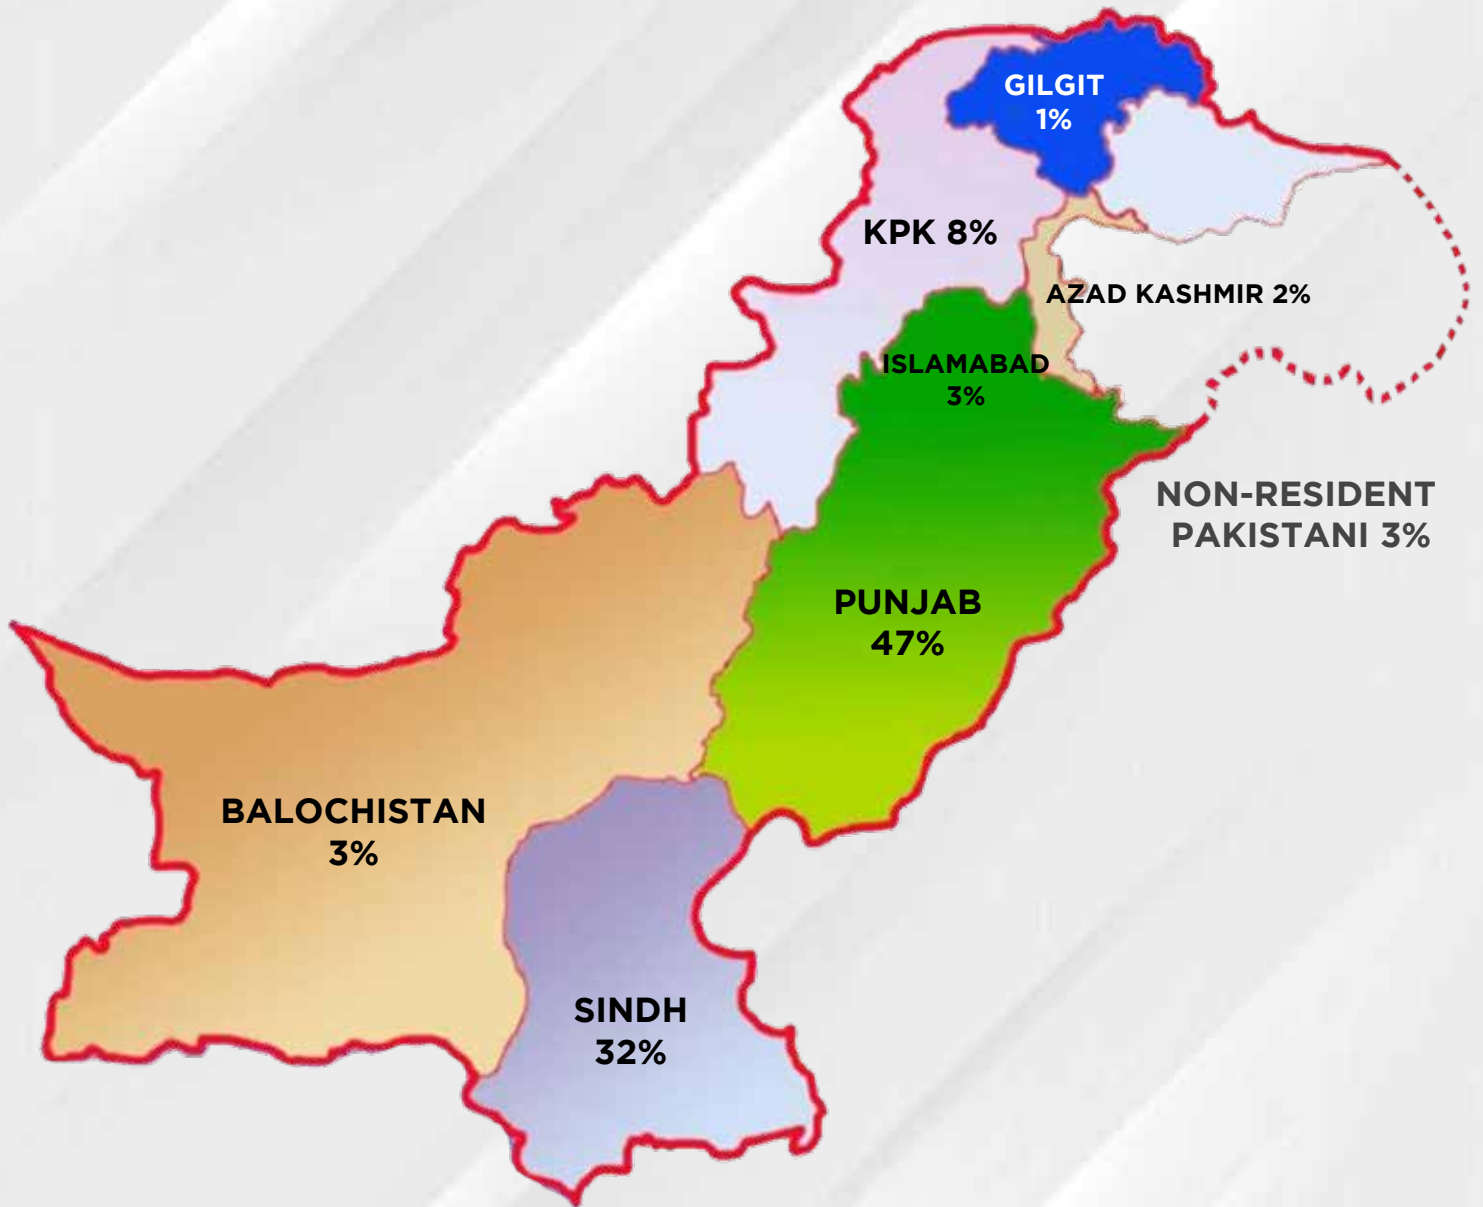 GILGIT
1%
KPK 8%
AZAD KASHMIR 2%
ISLAMABAD
3%
NON-RESIDENT
PAKISTANI 3%
PUNJAB
47%
BALOCHISTAN
3%
SINDH
32%